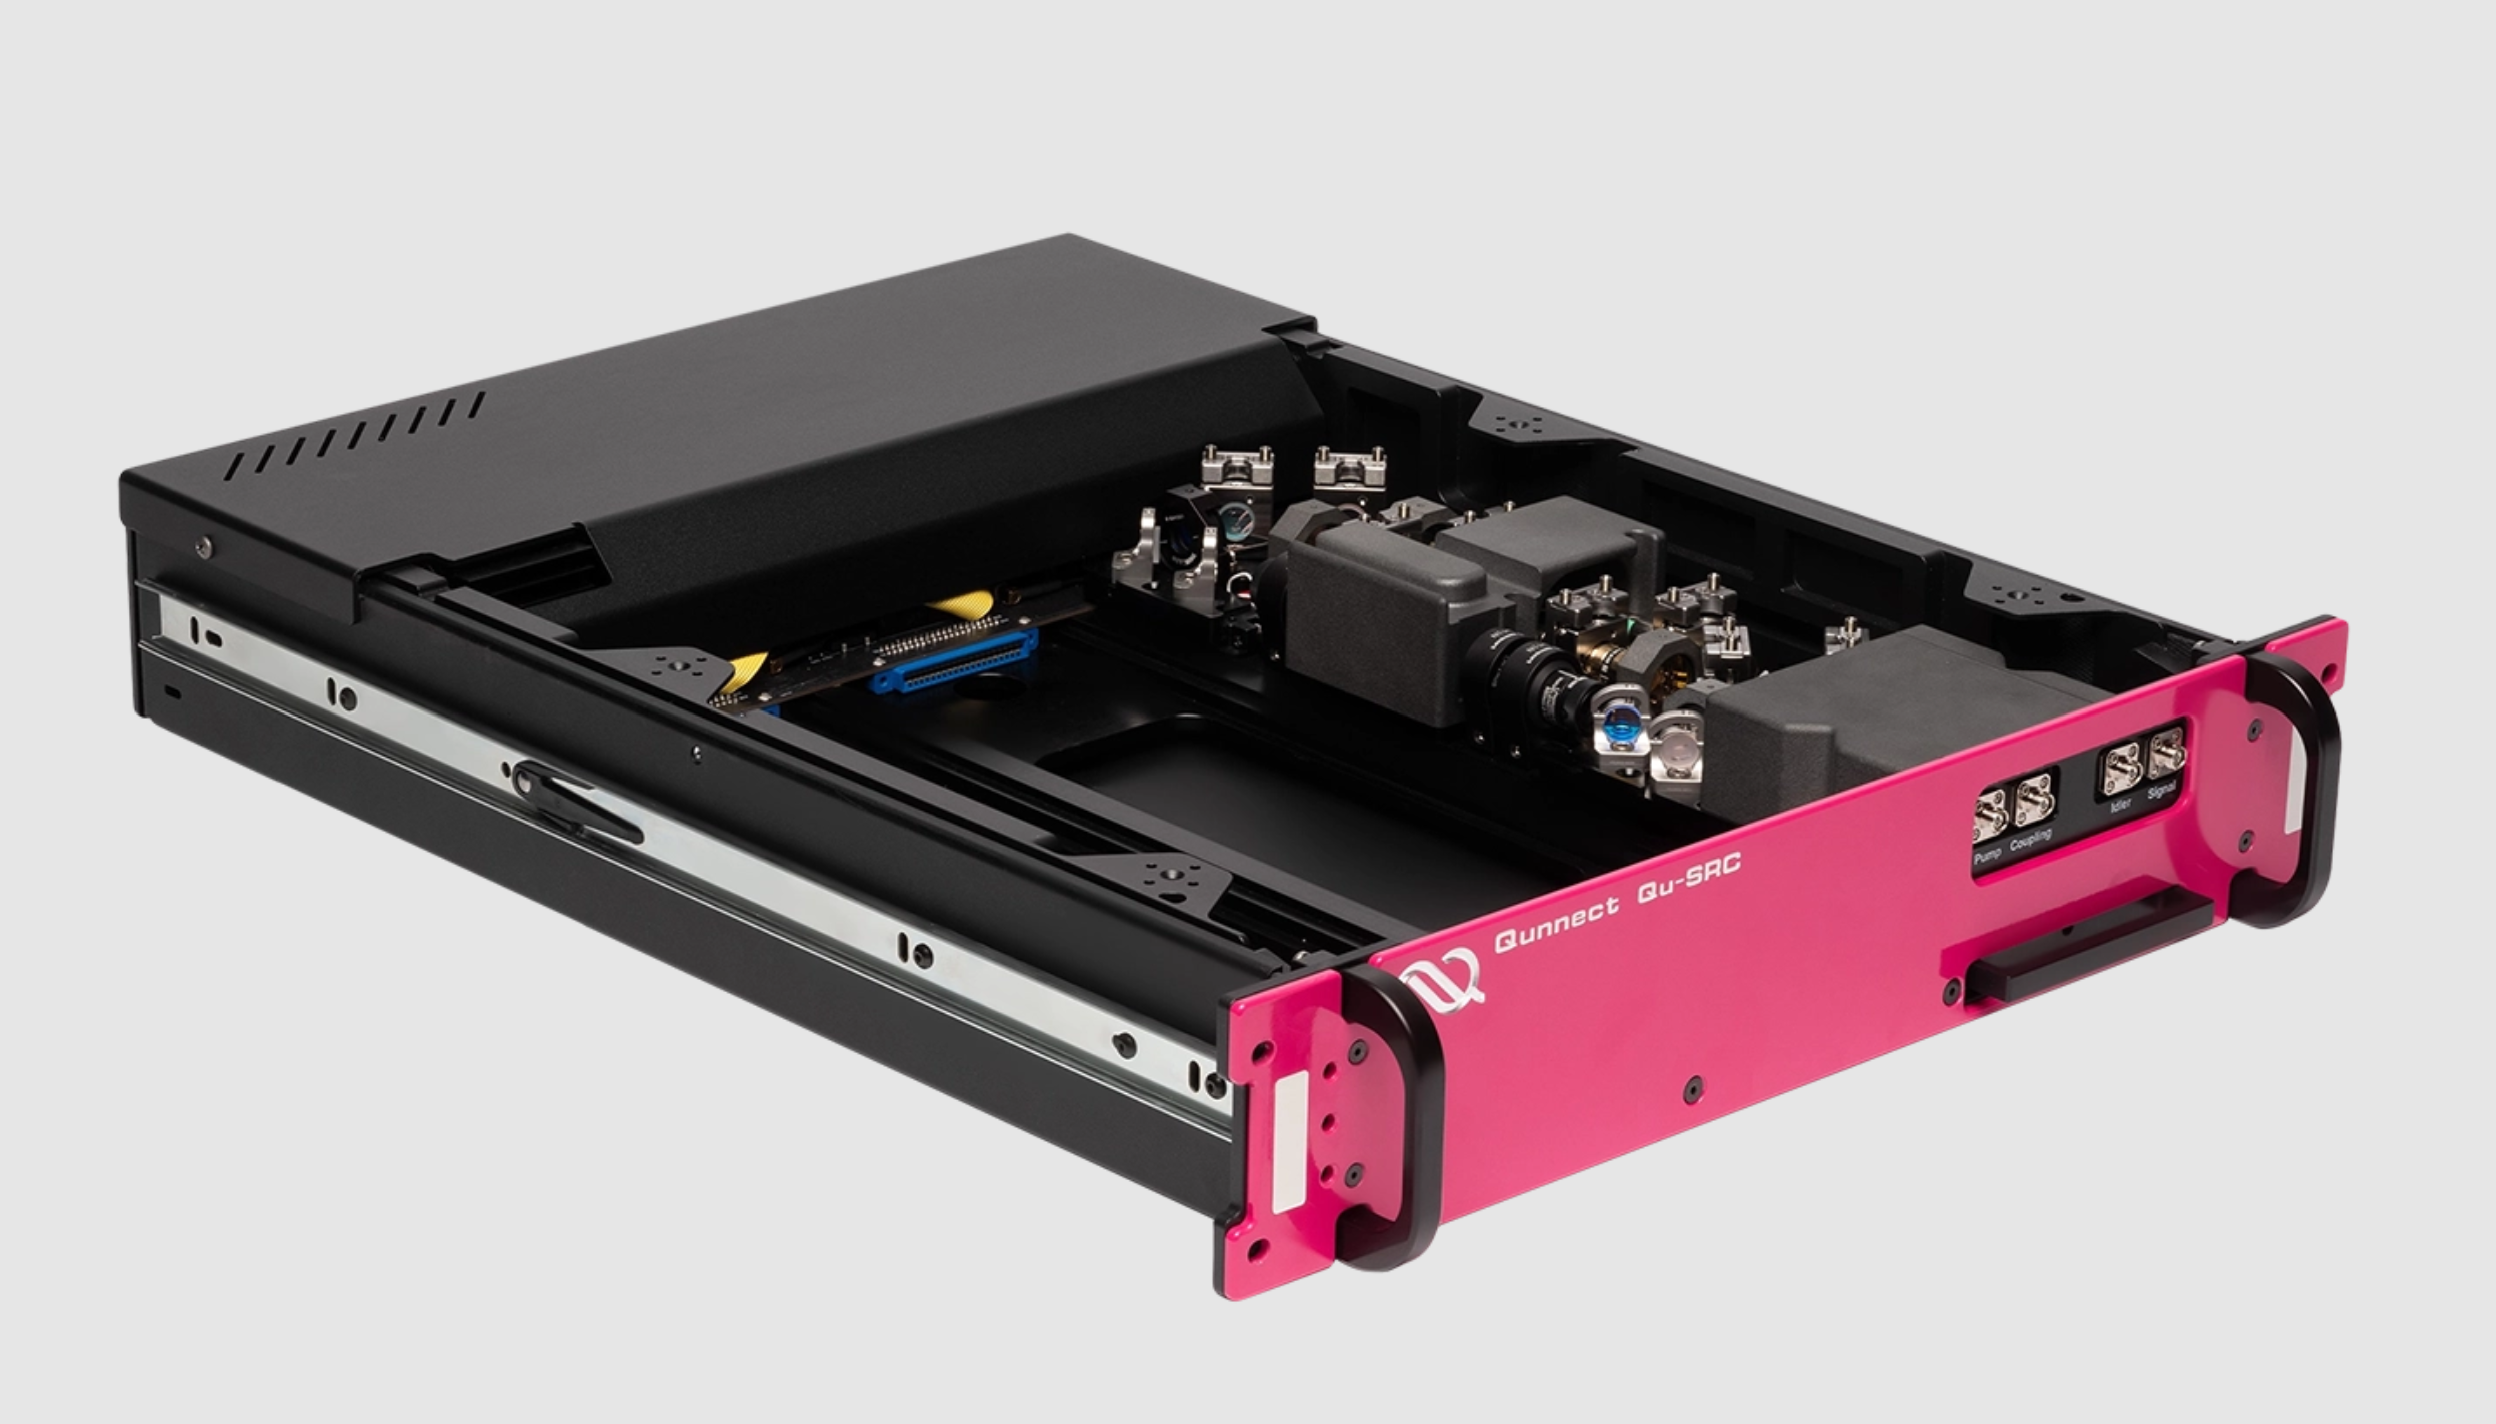 Qunnect Qu-SRC
Pump Coupling
Idler Signal